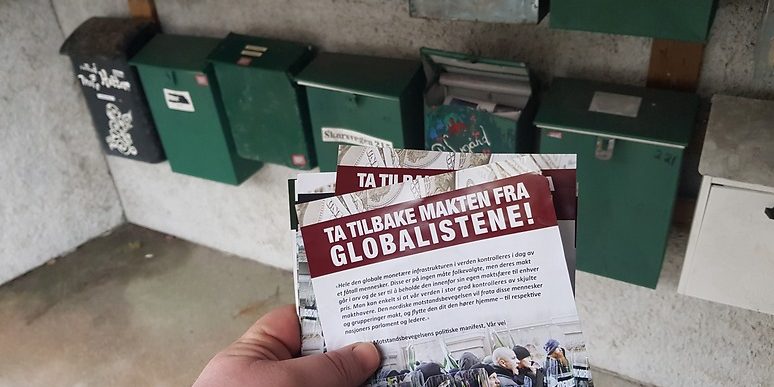 Skarsvegen 215
TA TILBA
TA TILBAKE MAKTEN FRA
GLOBALISTENE!
«Hele den globale monetære infrastrukturen i verden kontrolleres i dag av
et fåtall mennesker. Disse er på ingen måte folkevalgte, men deres makt
går i arv og de ser til å beholde den innenfor sin egen maktsfære til enhver
pris. Man kan enkelt si at vår verden i stor grad kontrolleres av skjulte
makthavere. Den nordiske motstandsbevegelsen vil frata disse mennesker
og grupperinger makt, og flytte den dit den hører hjemme – til respektive
nasjoners parlament og ledere.»
Motstandsbevegelsens politiske manifest, Vår vei
221